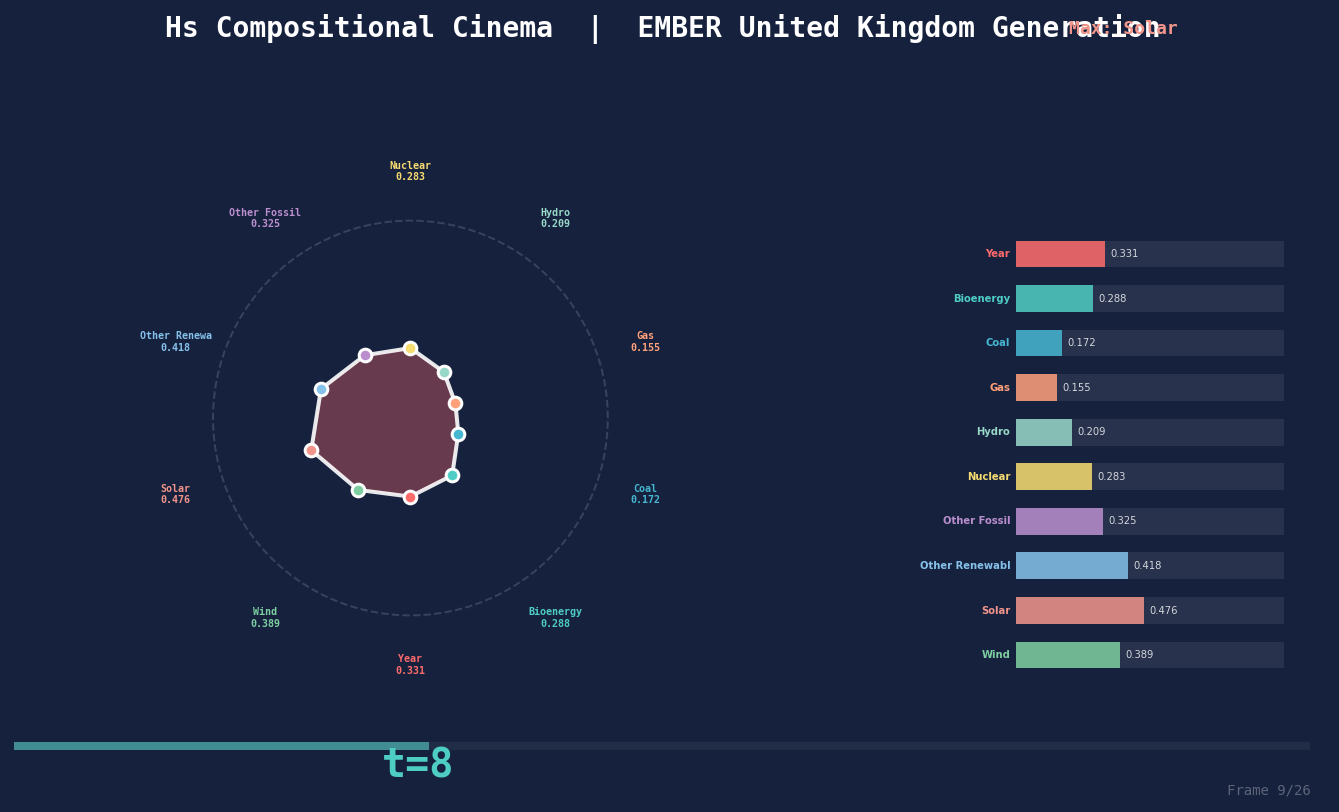 Hs Compositional Cinema | EMBER United Kingdom Generation
Max: Solar
Nuclear
0.283
Other Fossil
0.325
Hydro
0.209
Other Renewa
0.418
Gas
0.155
Solar
0.476
Coal
0.172
Wind
0.389
Bioenergy
0.288
Year
0.331
Year 0.331
Bioenergy 0.288
Coal 0.172
Gas 0.155
Hydro 0.209
Nuclear 0.283
Other Fossil 0.325
Other Renewabl 0.418
Solar 0.476
Wind 0.389
t=8
Frame 9/26